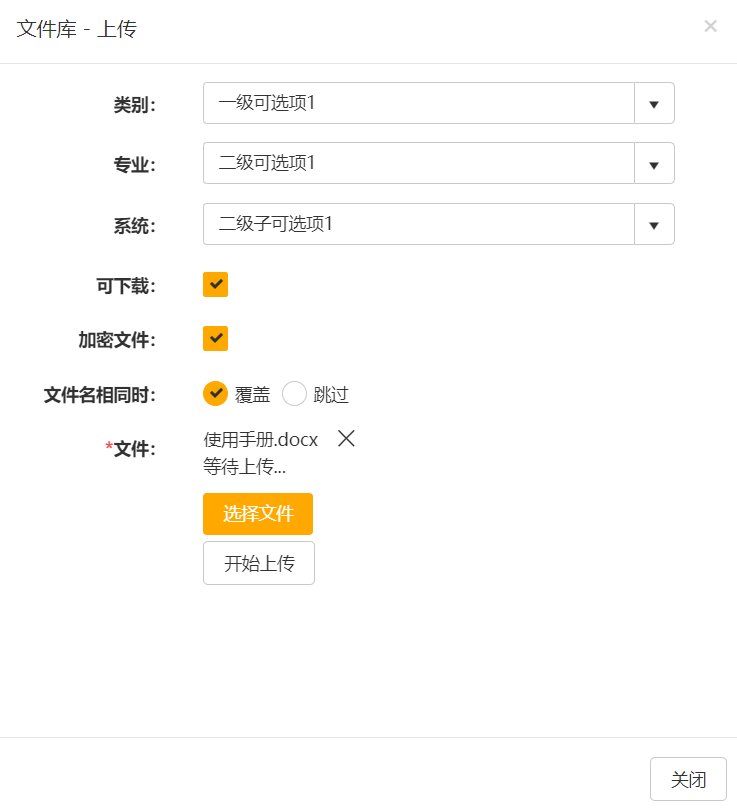 文件库 - 上传
类别： 一级可选项1
专业： 二级可选项1
系统： 二级子可选项1
可下载：
加密文件：
文件名相同时： 覆盖 跳过
*文件： 使用手册.docx
等待上传...
选择文件
开始上传
关闭